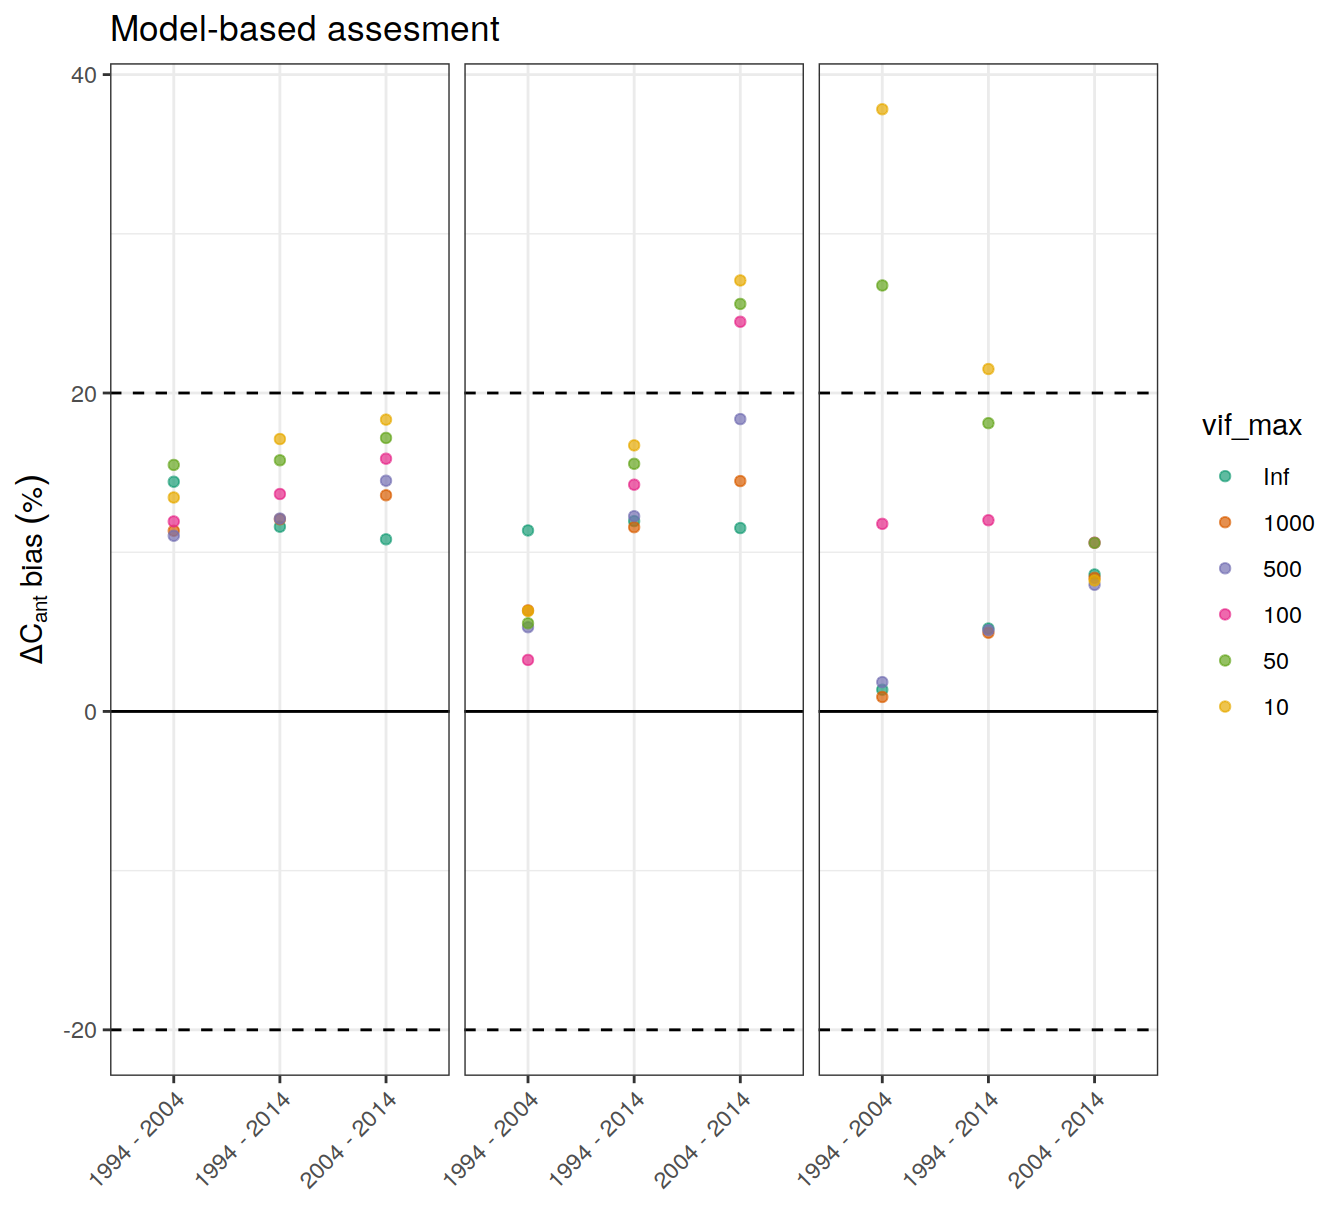 Model-based assesment
40
20
0
-20
ΔCant bias (%)
1994 - 2004
1994 - 2014
2004 - 2014
1994 - 2004
1994 - 2014
2004 - 2014
1994 - 2004
1994 - 2014
2004 - 2014
vif_max
Inf
1000
500
100
50
10